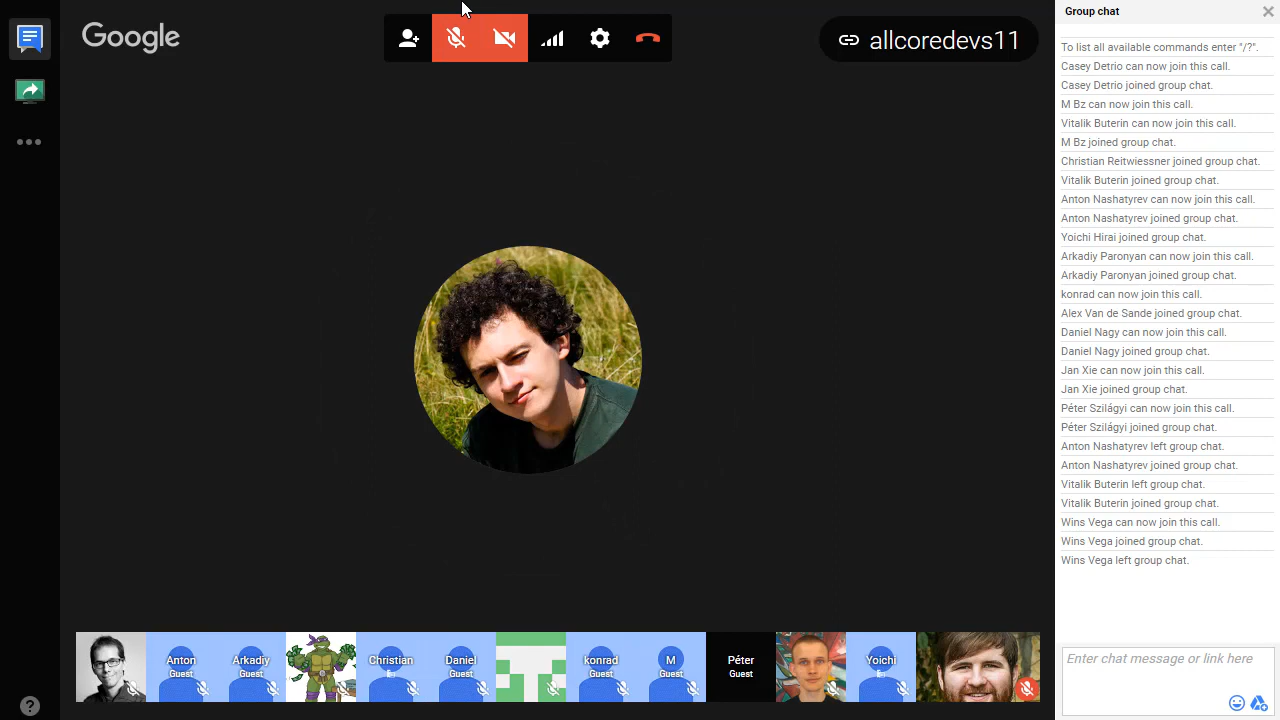 Google
allcoredevs11
Group chat
To list all available commands enter "/?".
Casey Detrio can now join this call.
Casey Detrio joined group chat.
M Bz can now join this call.
Vitalik Buterin can now join this call.
M Bz joined group chat.
Christian Reitwiessner joined group chat.
Vitalik Buterin joined group chat.
Anton Nashatyrev can now join this call.
Anton Nashatyrev joined group chat.
Yoichi Hirai joined group chat.
Arkadiy Paronyan can now join this call.
Arkadiy Paronyan joined group chat.
konrad can now join this call.
Alex Van de Sande joined group chat.
Daniel Nagy can now join this call.
Daniel Nagy joined group chat.
Jan Xie can now join this call.
Jan Xie joined group chat.
Péter Szilágyi can now join this call.
Péter Szilágyi joined group chat.
Anton Nashatyrev left group chat.
Anton Nashatyrev joined group chat.
Vitalik Buterin left group chat.
Vitalik Buterin joined group chat.
Wins Vega can now join this call.
Wins Vega joined group chat.
Wins Vega left group chat.
Enter chat message or link here
Anton
Guest
Arkadiy
Guest
Christian
Guest
Daniel
Guest
konrad
Guest
M
Guest
Péter
Guest
Yoichi
Guest